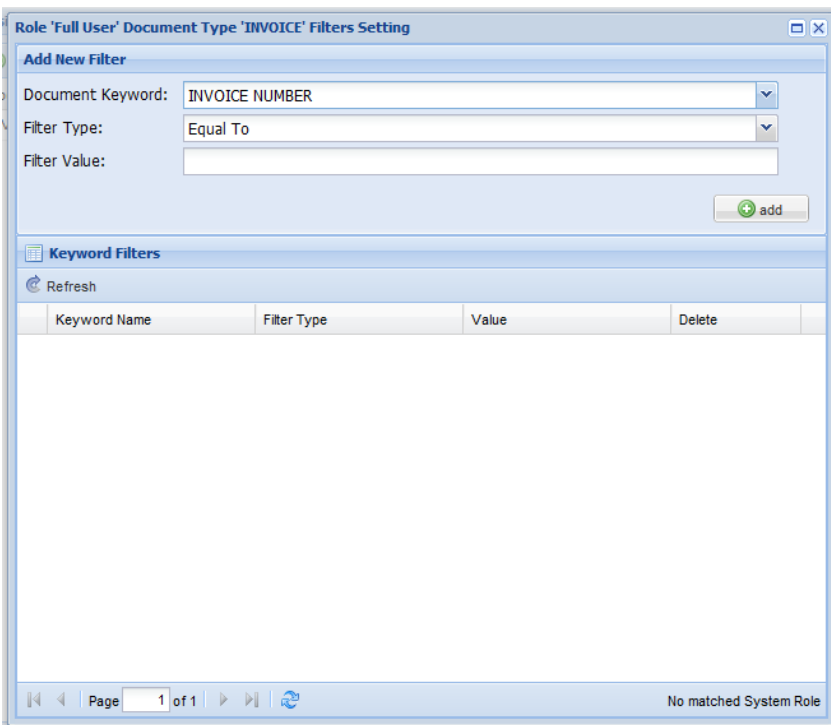 Role 'Full User' Document Type 'INVOICE' Filters Setting
Add New Filter
Document Keyword: INVOICE NUMBER
Filter Type: Equal To
Filter Value:
add
Keyword Filters
Refresh
Keyword Name Filter Type Value Delete
Page 1 of 1 No matched System Role